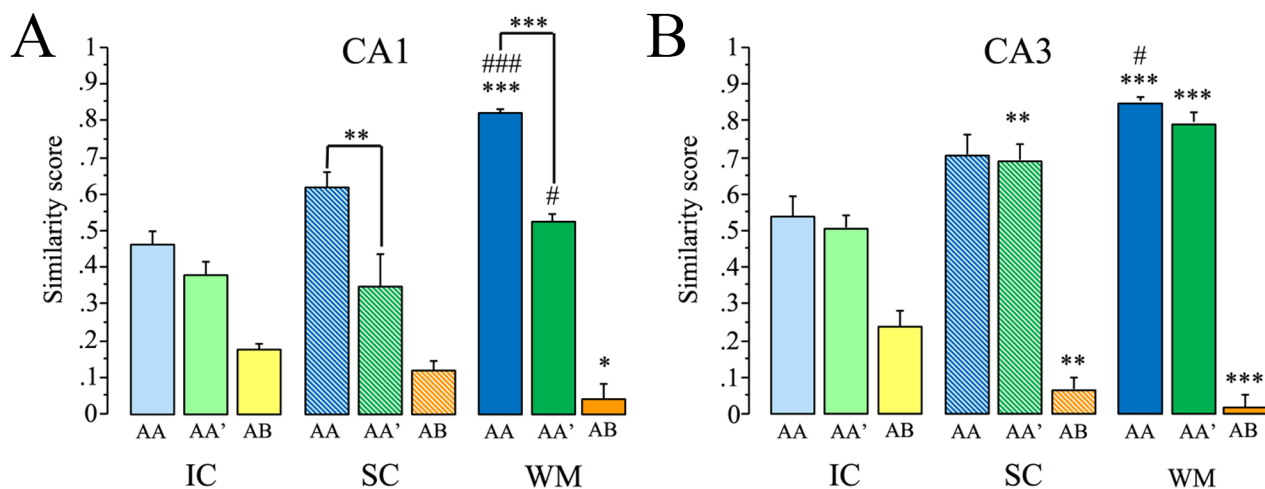 A
CA1
Similarity score
1
.9
.8
.7
.6
.5
.4
.3
.2
.1
0
**
###
***
***
#
*
AA AA' AB
AA AA' AB
AA AA' AB
IC SC WM
B
CA3
Similarity score
1
.9
.8
.7
.6
.5
.4
.3
.2
.1
0
**
**
#
***
***
***
AA AA' AB
AA AA' AB
AA AA' AB
IC SC WM